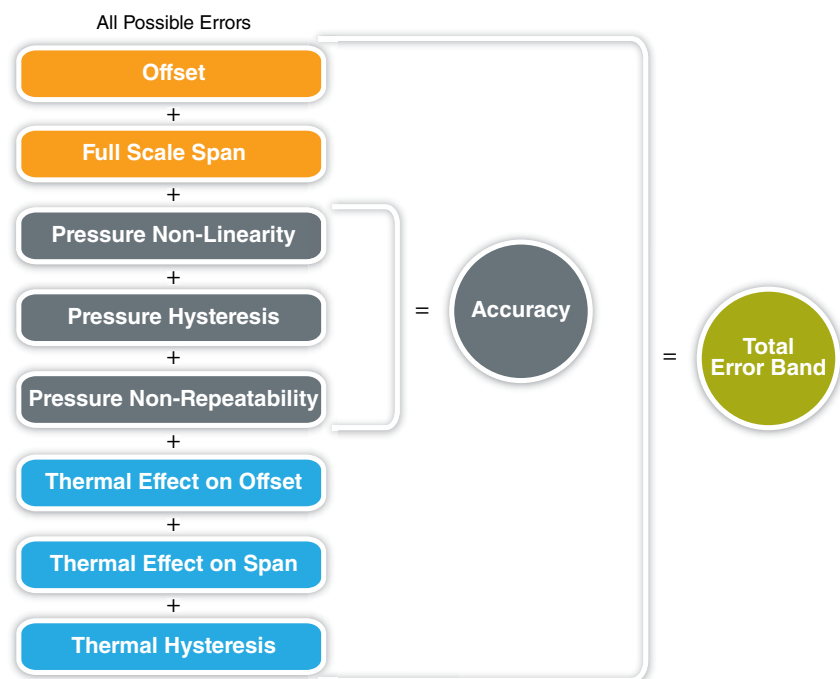 All Possible Errors
Offset
+
Full Scale Span
+
Pressure Non-Linearity
+
Pressure Hysteresis
+
Pressure Non-Repeatability
+
Thermal Effect on Offset
+
Thermal Effect on Span
+
Thermal Hysteresis
=
Accuracy
=
Total
Error Band